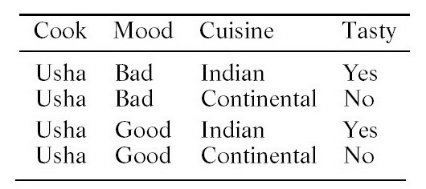 Cook Mood Cuisine Tasty
Usha Bad Indian Yes
Usha Bad Continental No
Usha Good Indian Yes
Usha Good Continental No